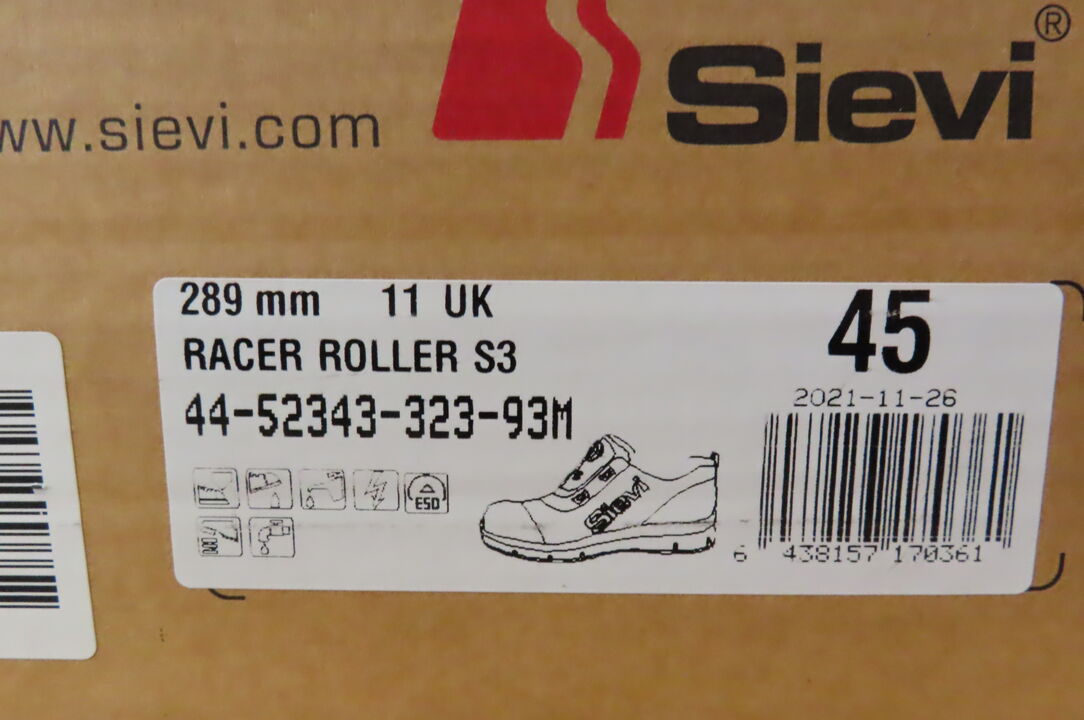 Sievi®
ww.sievi.com
289 mm 11 UK
45
RACER ROLLER S3
2021-11-26
44-52343-323-93M
ESD
Sievi
6 438157 170361